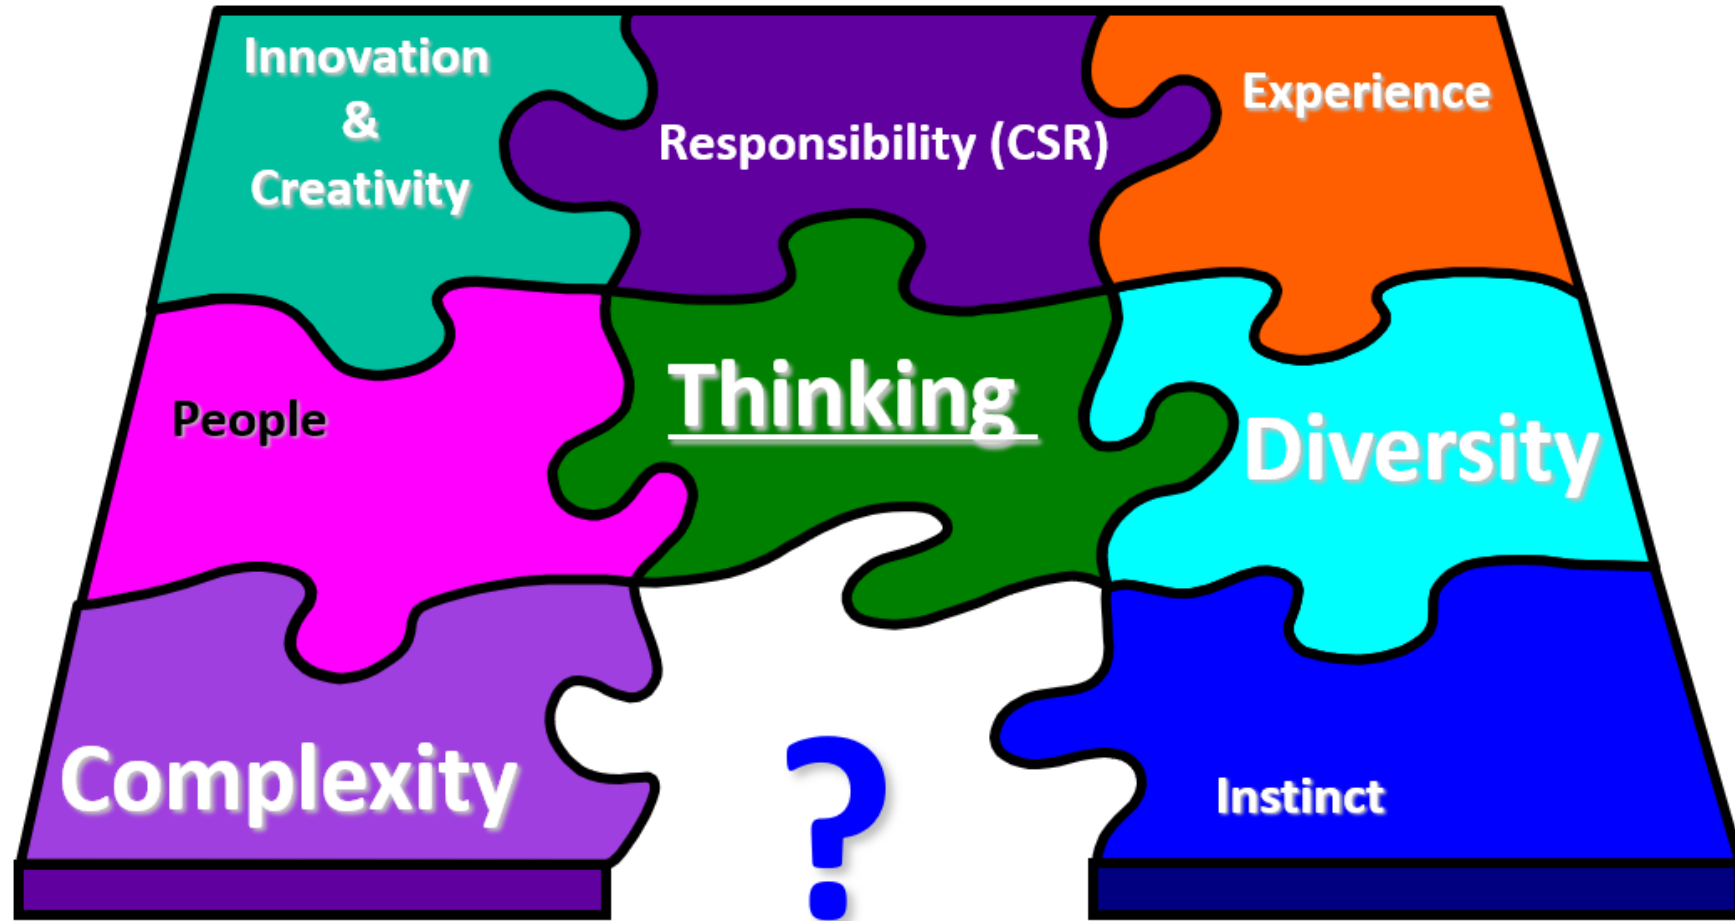 Innovation
&
Creativity
Responsibility (CSR)
Experience
People
Thinking
Diversity
Complexity
?
Instinct